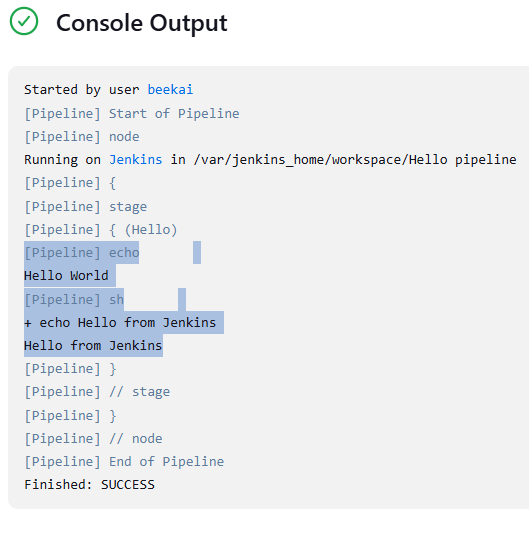 Console Output
Started by user beekai
[Pipeline] Start of Pipeline
[Pipeline] node
Running on Jenkins in /var/jenkins_home/workspace/Hello pipeline
[Pipeline] {
[Pipeline] stage
[Pipeline] { (Hello)
[Pipeline] echo
Hello World
[Pipeline] sh
+ echo Hello from Jenkins
Hello from Jenkins
[Pipeline] }
[Pipeline] // stage
[Pipeline] }
[Pipeline] // node
[Pipeline] End of Pipeline
Finished: SUCCESS